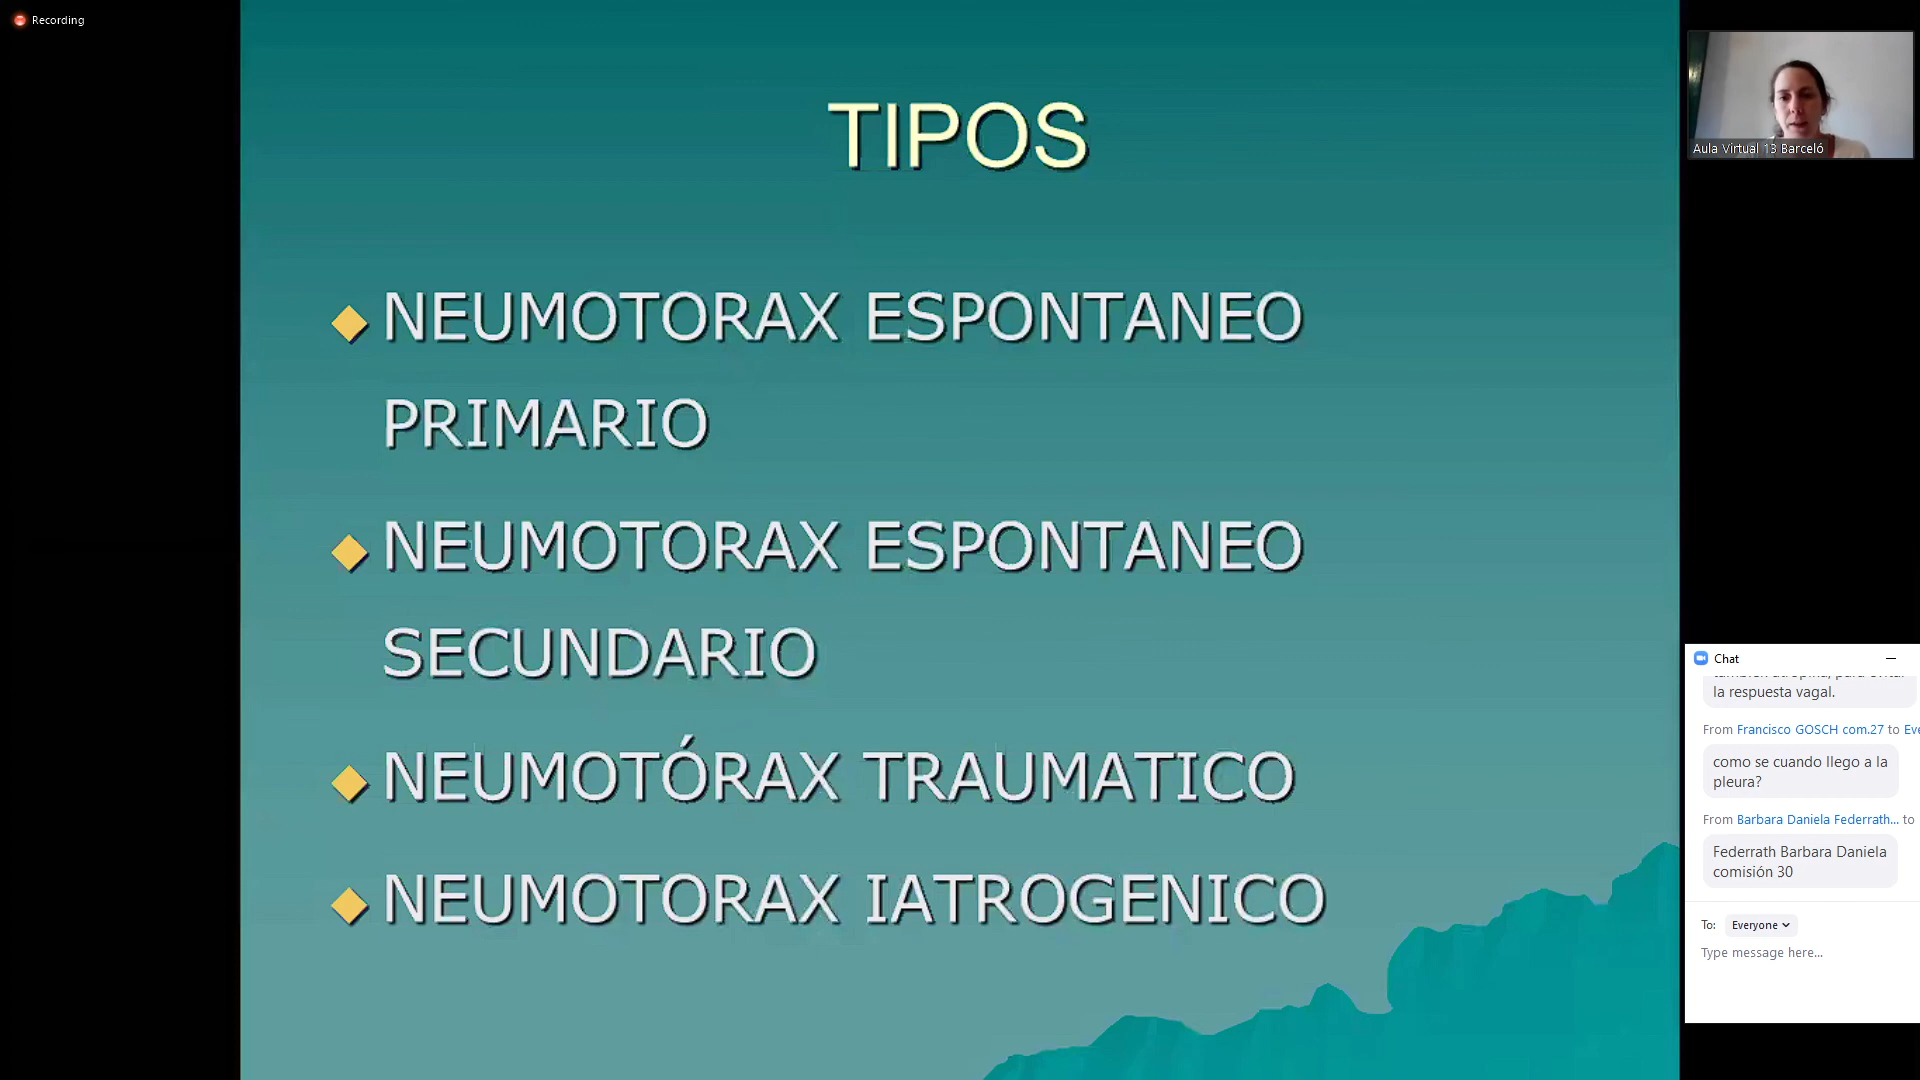 Recording
TIPOS
NEUMOTORAX ESPONTANEO
PRIMARIO
NEUMOTORAX ESPONTANEO
SECUNDARIO
NEUMOTÓRAX TRAUMATICO
NEUMOTORAX IATROGENICO
Aula Virtual 13 Barceló
Chat
la respuesta vagal.
From Francisco GOSCH com.27 to Eve
como se cuando llego a la
pleura?
From Barbara Daniela Federrath... to
Federrath Barbara Daniela
comisión 30
To: Everyone
Type message here...